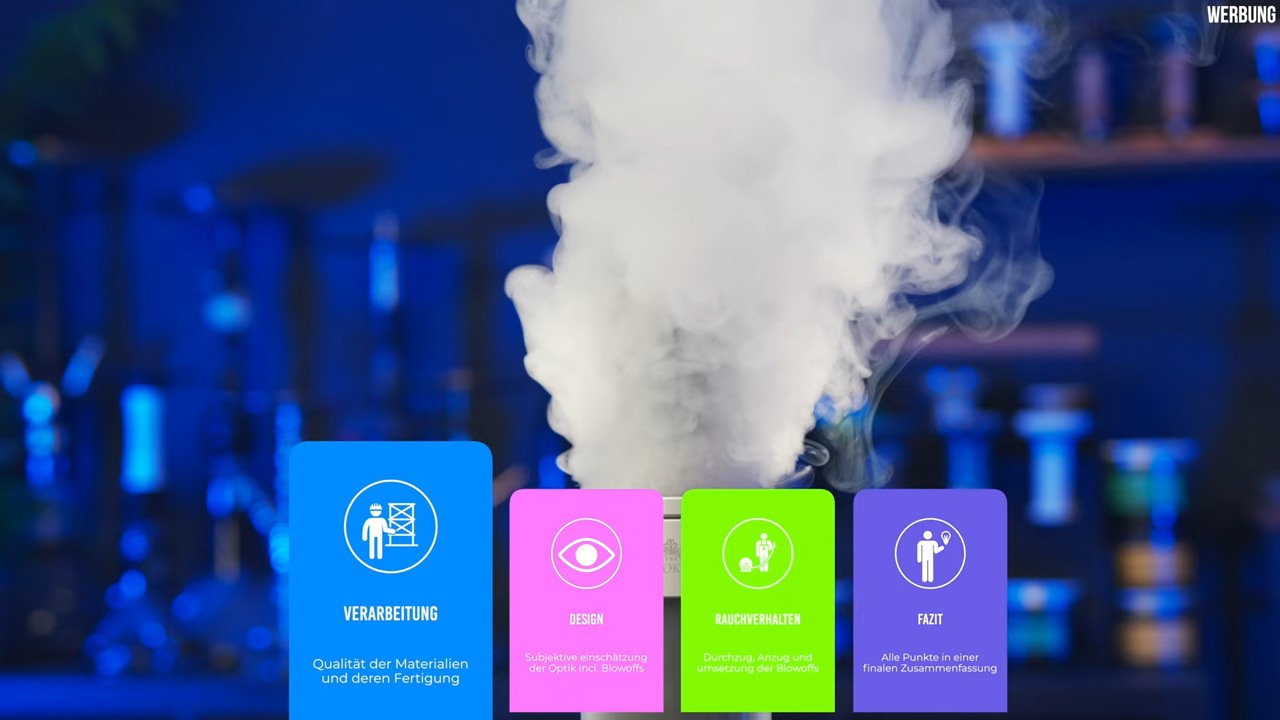 WERBUNG
VERARBEITUNG
Qualität der Materialien
und deren Fertigung
DESIGN
Subjektive einschätzung
der Optik incl. Blowoffs
RAUCHVERHALTEN
Durchzug, Anzug und
umsetzung der Blowoffs
FAZIT
Alle Punkte in einer
finalen Zusammenfassung